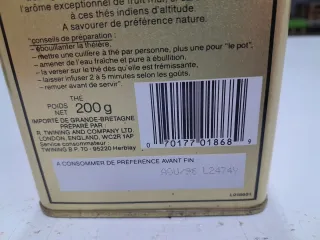 l'arôme exceptionnel de fruit mûr,
à ces thés indiens d'altitude.
A savourer de préférence nature.
"conseils de préparation :
- ébouillanter la théière.
- mettre une cuillère à thé par personne, plus une pour "le pot".
- amener de l'eau fraîche et pure à ébullition.
- la verser sur le thé dès qu'elle est frémissante.
- laisser infuser 2 à 5 minutes selon les goûts.
- remuer avant de servir"
THE
POIDS NET 200 g
IMPORTÉ DE GRANDE-BRETAGNE
PRÉPARÉ PAR :
R. TWINING AND COMPANY LTD.
LONDON, ENGLAND, WC2R 1AP
Service consommateur :
TWINING B.P. 70 - 95220 Herblay
0 70177 01868 9
A CONSOMMER DE PREFERENCE AVANT FIN :